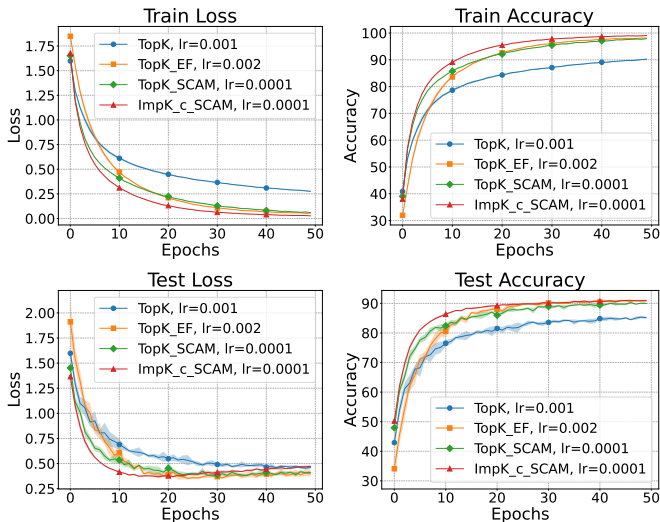 Train Loss
Loss
1.75
1.50
1.25
1.00
0.75
0.50
0.25
0.00
TopK, lr=0.001
TopK_EF, lr=0.002
TopK_SCAM, lr=0.0001
ImpK_c_SCAM, lr=0.0001
0 10 20 30 40 50
Epochs
Train Accuracy
Accuracy
100
90
80
70
60
50
40
30
TopK, lr=0.001
TopK_EF, lr=0.002
TopK_SCAM, lr=0.0001
ImpK_c_SCAM, lr=0.0001
0 10 20 30 40 50
Epochs
Test Loss
Loss
2.00
1.75
1.50
1.25
1.00
0.75
0.50
0.25
TopK, lr=0.001
TopK_EF, lr=0.002
TopK_SCAM, lr=0.0001
ImpK_c_SCAM, lr=0.0001
0 10 20 30 40 50
Epochs
Test Accuracy
Accuracy
90
80
70
60
50
40
30
TopK, lr=0.001
TopK_EF, lr=0.002
TopK_SCAM, lr=0.0001
ImpK_c_SCAM, lr=0.0001
0 10 20 30 40 50
Epochs